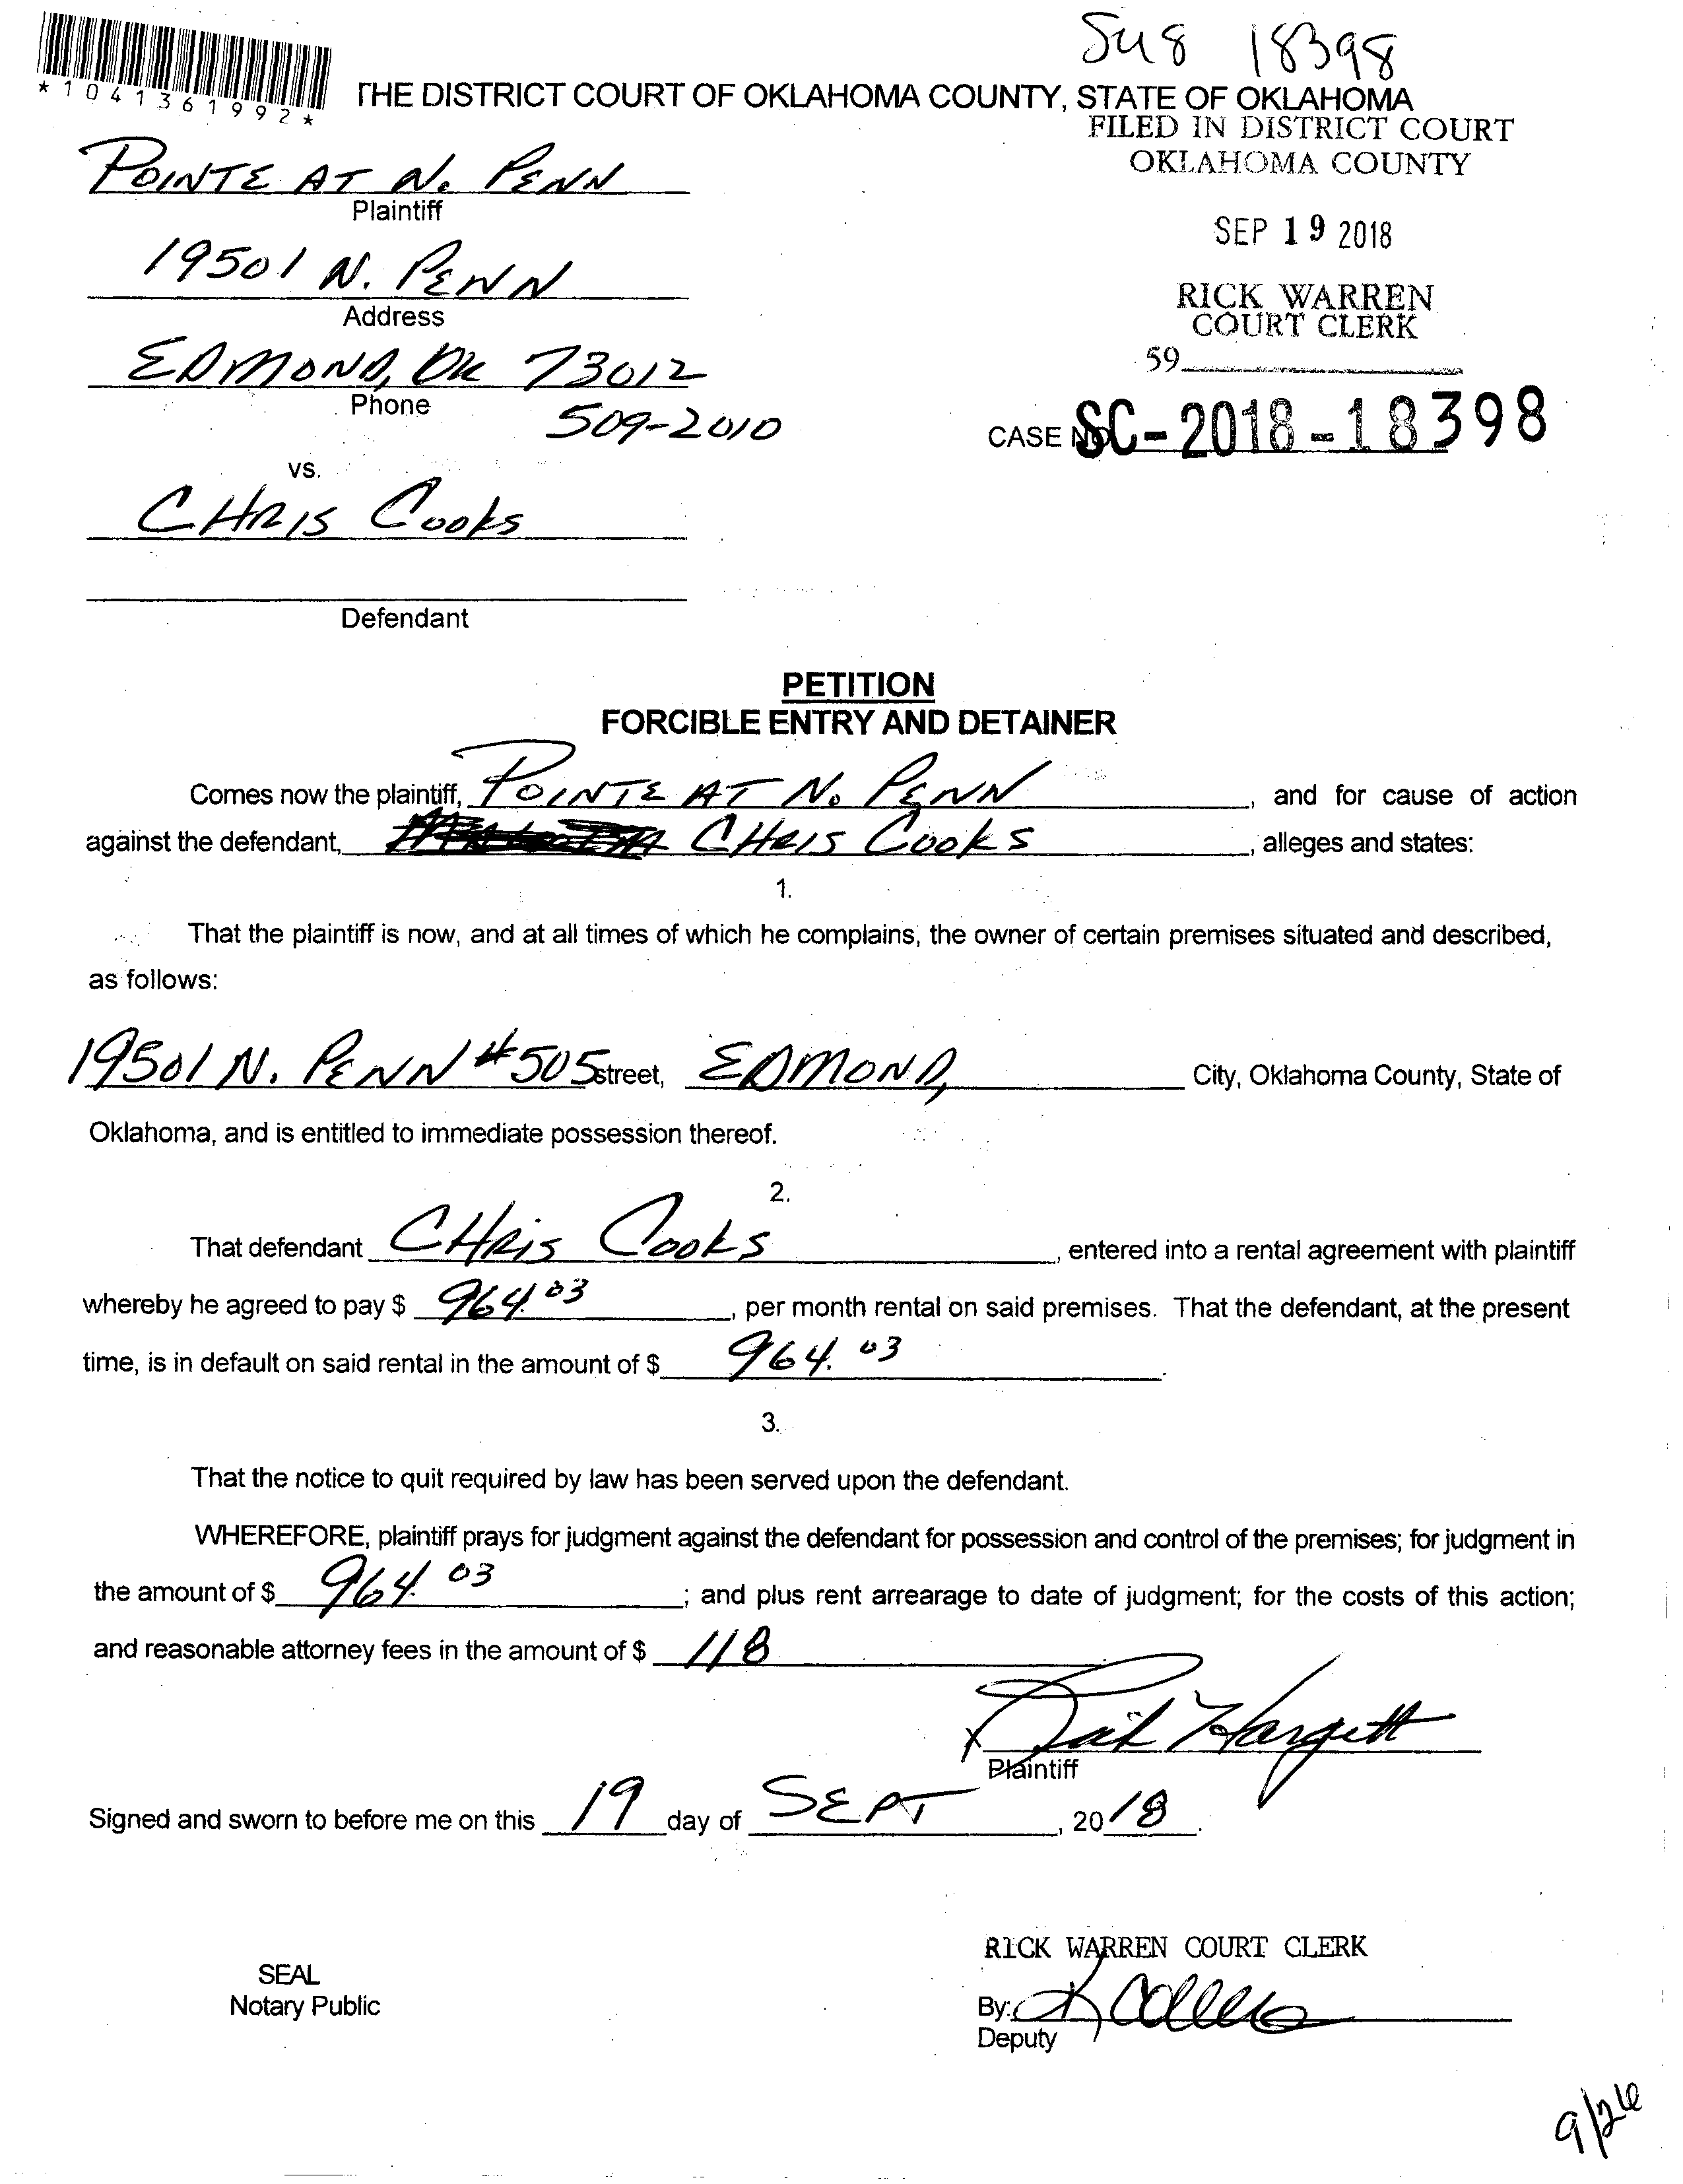 Su8 18398
*1041361992*
THE DISTRICT COURT OF OKLAHOMA COUNTY, STATE OF OKLAHOMA
FILED IN DISTRICT COURT
OKLAHOMA COUNTY
POINTE AT N. PENN
Plaintiff
SEP 19 2018
19501 N. PENN
Address
RICK WARREN
COURT CLERK
EDMOND, OK 73012
59
Phone
509-2010
CASE NO. SC-2018-18398
vs.
CHRIS Cooks
Defendant
PETITION
FORCIBLE ENTRY AND DETAINER
Comes now the plaintiff, POINTE AT N. PENN, and for cause of action
against the defendant, CHRIS Cooks, alleges and states:
1.
That the plaintiff is now, and at all times of which he complains, the owner of certain premises situated and described,
as follows:
19501 N. PENN #505 street, EDMOND, City, Oklahoma County, State of
Oklahoma, and is entitled to immediate possession thereof.
2.
That defendant CHRiS Cooks, entered into a rental agreement with plaintiff
whereby he agreed to pay $ 964.03, per month rental on said premises. That the defendant, at the present
time, is in default on said rental in the amount of $ 964.03.
3.
That the notice to quit required by law has been served upon the defendant.
WHEREFORE, plaintiff prays for judgment against the defendant for possession and control of the premises; for judgment in
the amount of $ 964.03; and plus rent arrearage to date of judgment; for the costs of this action;
and reasonable attorney fees in the amount of $ 118
X Gail Hargett
Plaintiff
Signed and sworn to before me on this 19 day of SEPT, 2018.
RICK WARREN COURT CLERK
SEAL
Notary Public
By:
Deputy
9/26